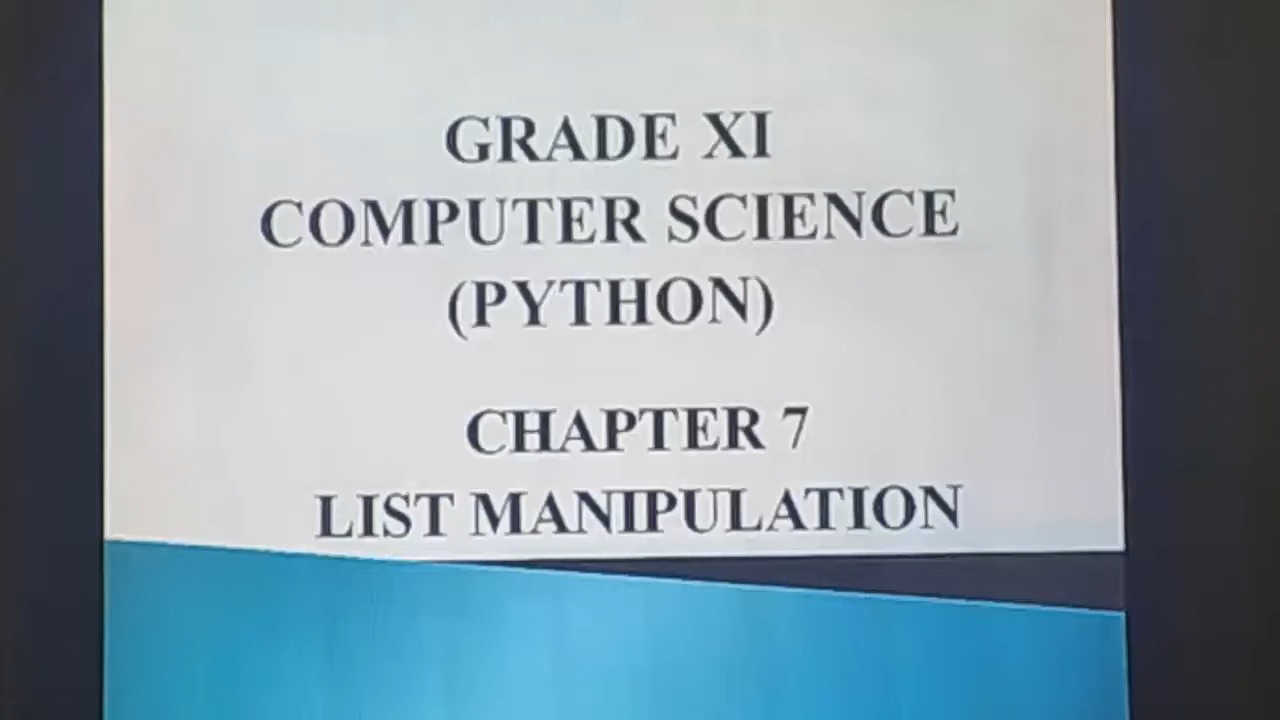 GRADE XI
COMPUTER SCIENCE
(PYTHON)
CHAPTER 7
LIST MANIPULATION